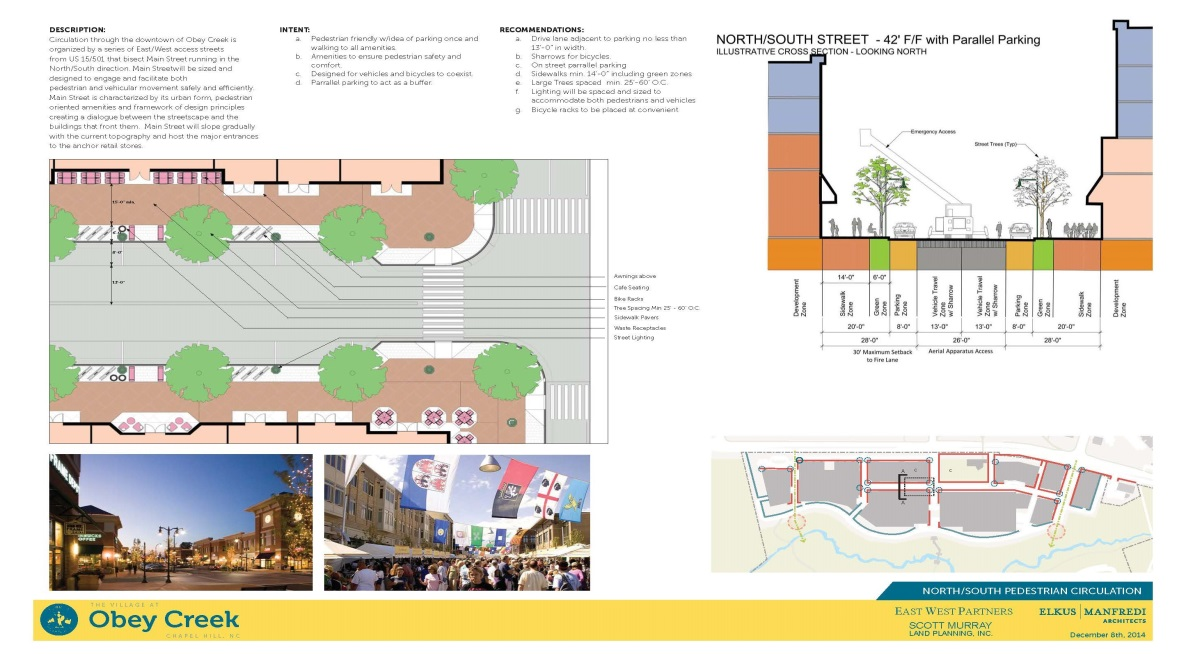 DESCRIPTION:
Circulation through the downtown of Obey Creek is
organized by a series of East/West access streets
from US 15/501 that bisect Main Street running in the
North/South direction. Main Streetwill be sized and
designed to engage and facilitate both
pedestrian and vehicular movement safely and efficiently.
Main Street is characterized by its urban form, pedestrian
oriented amenities and framework of design principles
creating a dialogue between the streetscape and the
buildings that front them. Main Street will slope gradually
with the current topography and host the major entrances
to the anchor retail stores.
INTENT:
a. Pedestrian friendly w/idea of parking once and
walking to all amenities.
b. Amenities to ensure pedestrian safety and
comfort.
c. Designed for vehicles and bicycles to coexist.
d. Parrallel parking to act as a buffer.
RECOMMENDATIONS:
a. Drive lane adjacent to parking no less than
13'-0" in width.
b. Sharrows for bicycles.
c. On street parrallel parking
d. Sidewalks min. 14'-0" including green zones
e. Large Trees spaced min. 25'-60' O.C.
f. Lighting will be spaced and sized to
accommodate both pedestrians and vehicles
g. Bicycle racks to be placed at convenient
NORTH/SOUTH STREET - 42' F/F with Parallel Parking
ILLUSTRATIVE CROSS SECTION - LOOKING NORTH
Emergency Access
Street Trees (Typ)
14'-0" 6'-0"
Development Zone
Sidewalk Zone
Green Zone
Parking Zone
Vehicle Travel Zone w/ Sharrow
Vehicle Travel Zone w/ Sharrow
Parking Zone
Green Zone
Sidewalk Zone
Development Zone
20'-0" 8'-0" 13'-0" 13'-0" 8'-0" 20'-0"
28'-0" 26'-0" 28'-0"
30' Maximum Setback
to Fire Lane
Aerial Apparatus Access
15'-0" min.
8'-0"
13'-0"
Awnings above
Cafe Seating
Bike Racks
Tree Spacing Min 25' - 60' O.C.
Sidewalk Pavers
Waste Receptacles
Street Lighting
A
C
A
NORTH/SOUTH PEDESTRIAN CIRCULATION
THE VILLAGE AT
Obey Creek
CHAPEL HILL, NC
EAST WEST PARTNERS
SCOTT MURRAY
LAND PLANNING, INC.
ELKUS | MANFREDI
ARCHITECTS
December 8th, 2014